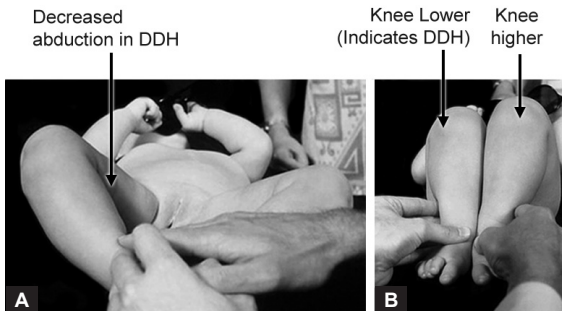 Decreased
abduction in DDH
Knee Lower
(Indicates DDH)
Knee
higher
A
B